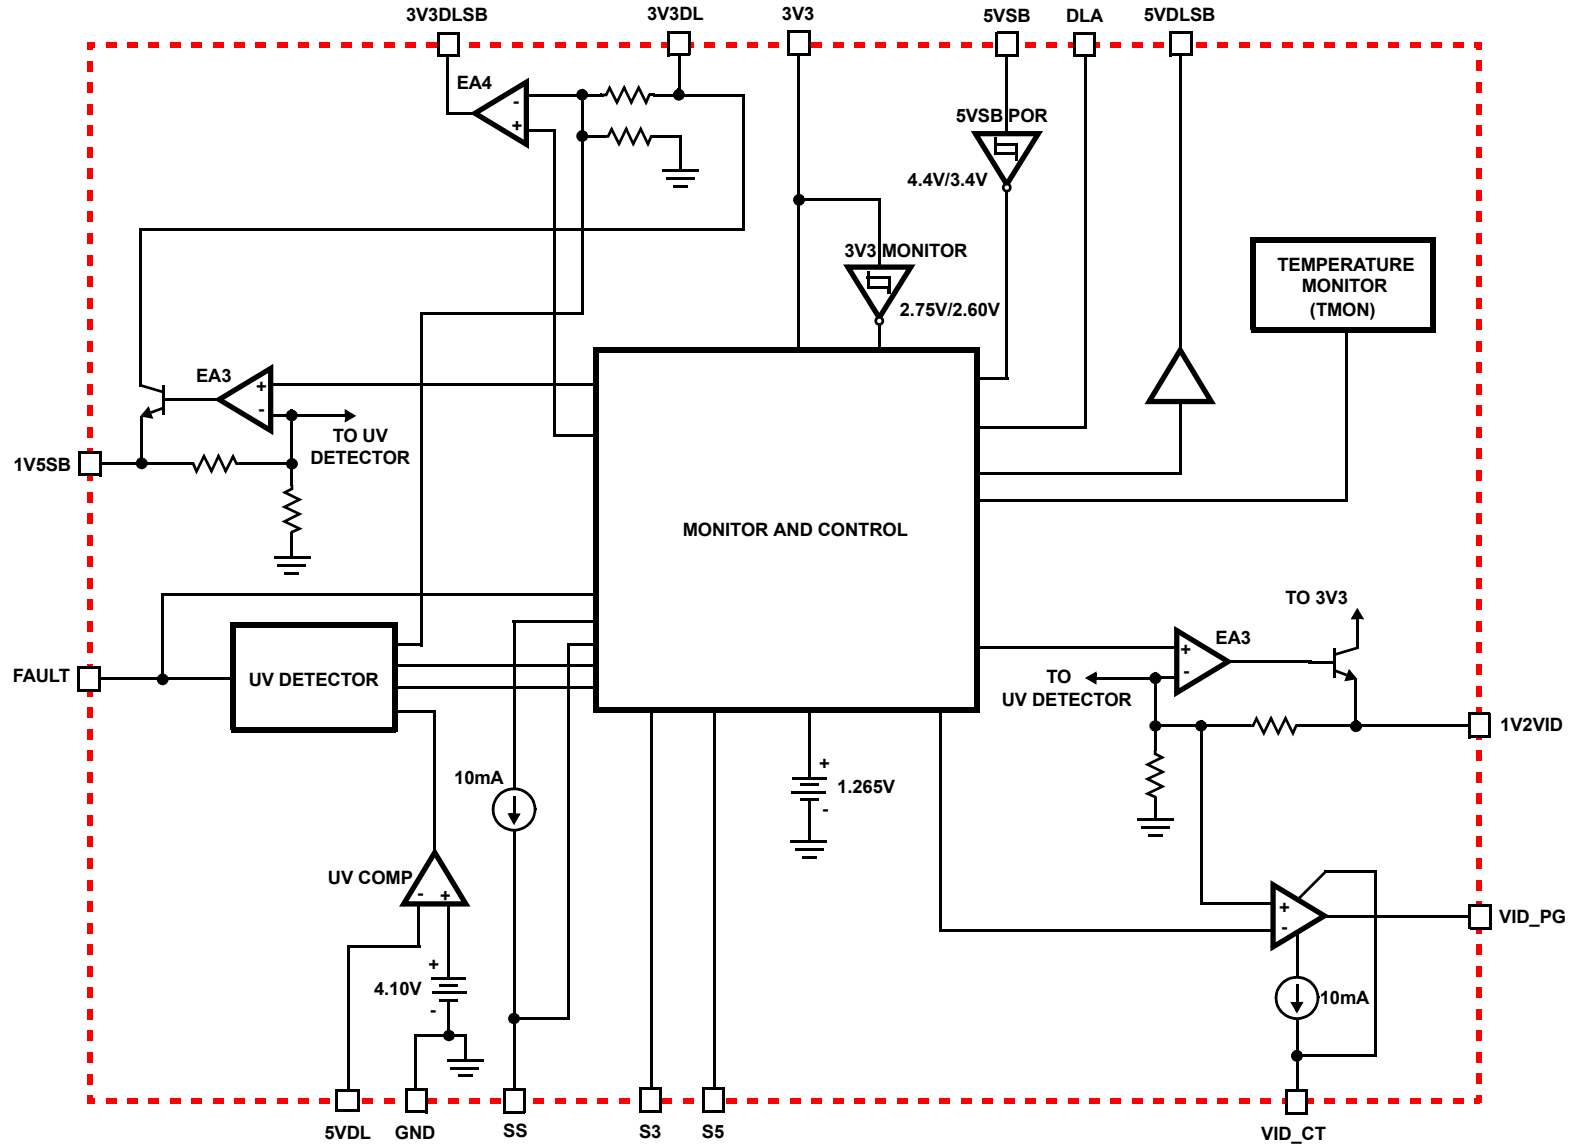 3V3DLSB
3V3DL
3V3
5VSB
DLA
5VDLSB
EA4
-
+
5VSB POR
4.4V/3.4V
3V3 MONITOR
2.75V/2.60V
TEMPERATURE
MONITOR
(TMON)
EA3
+
-
TO UV
DETECTOR
1V5SB
MONITOR AND CONTROL
TO 3V3
EA3
+
-
TO
UV DETECTOR
FAULT
UV DETECTOR
1V2VID
10mA
+
1.265V
-
UV COMP
-
+
+
-
VID_PG
+
4.10V
-
10mA
5VDL
GND
SS
S3
S5
VID_CT